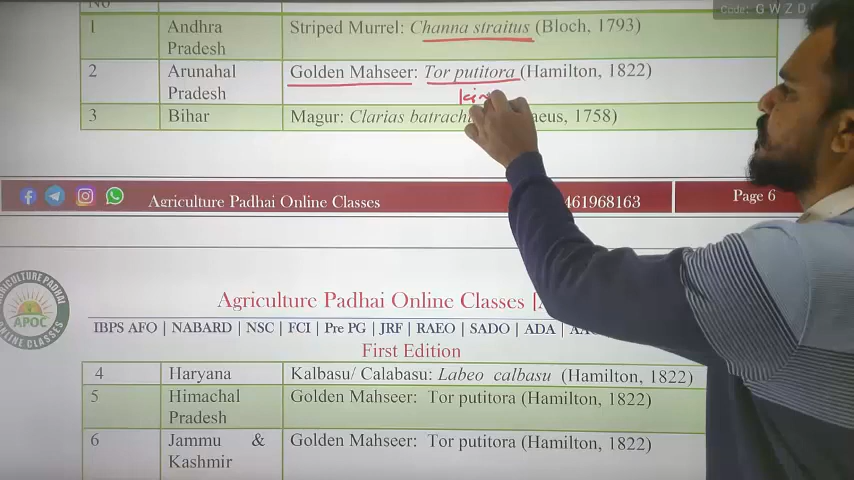 No
Code: G W Z D
1 Andhra Pradesh Striped Murrel: Channa straitus (Bloch, 1793)
2 Arunahal Pradesh Golden Mahseer: Tor putitora (Hamilton, 1822)
kin
3 Bihar Magur: Clarias batrach aeus, 1758)
Agriculture Padhai Online Classes 461968163 Page 6
AGRICULTURE PADHAI
APOC
ONLINE CLASSES
Agriculture Padhai Online Classes [
IBPS AFO | NABARD | NSC | FCI | Pre PG | JRF | RAEO | SADO | ADA |
First Edition
4 Haryana Kalbasu/ Calabasu: Labeo calbasu (Hamilton, 1822)
5 Himachal Pradesh Golden Mahseer: Tor putitora (Hamilton, 1822)
6 Jammu & Kashmir Golden Mahseer: Tor putitora (Hamilton, 1822)